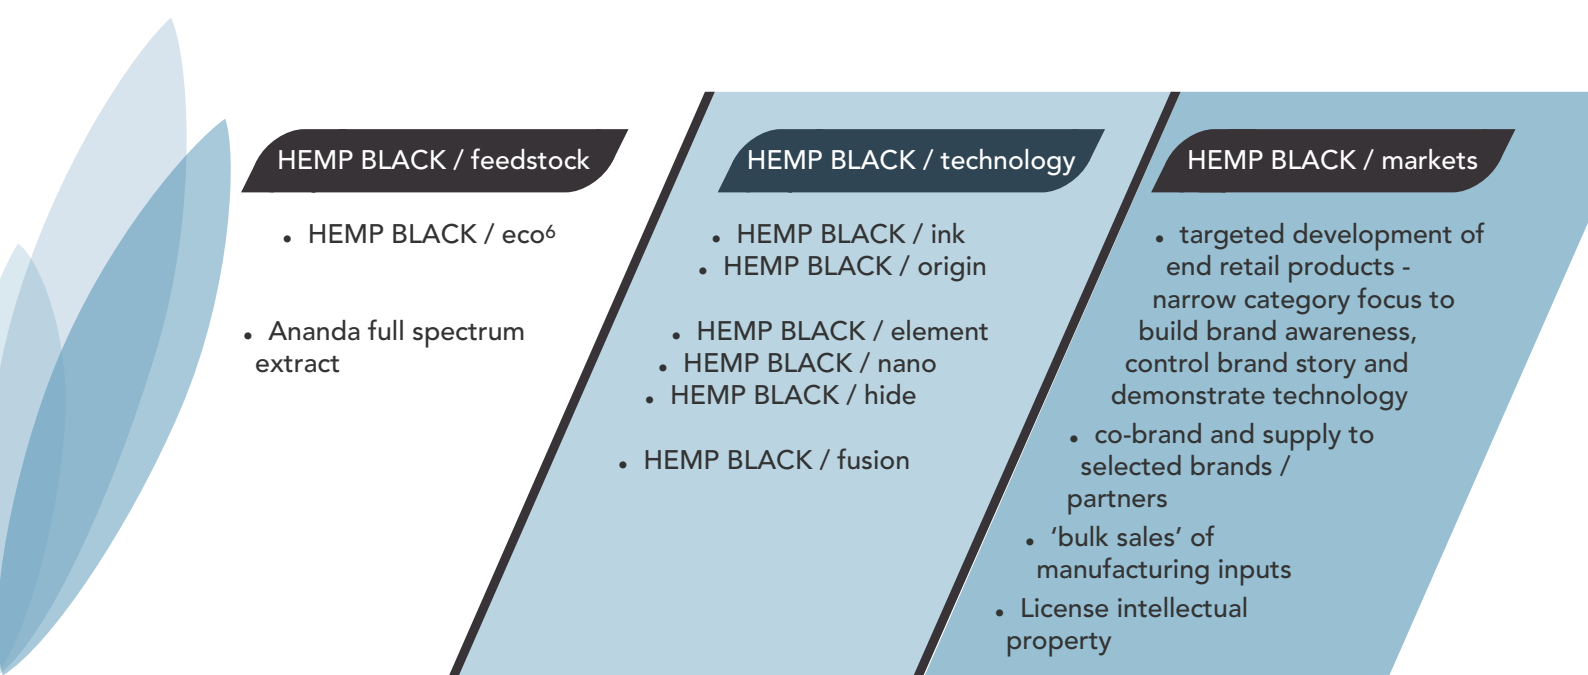 HEMP BLACK / feedstock
• HEMP BLACK / eco⁶
• Ananda full spectrum
extract
HEMP BLACK / technology
• HEMP BLACK / ink
• HEMP BLACK / origin
• HEMP BLACK / element
• HEMP BLACK / nano
• HEMP BLACK / hide
• HEMP BLACK / fusion
HEMP BLACK / markets
• targeted development of
end retail products -
narrow category focus to
build brand awareness,
control brand story and
demonstrate technology
• co-brand and supply to
selected brands /
partners
• ‘bulk sales’ of
manufacturing inputs
• License intellectual
property